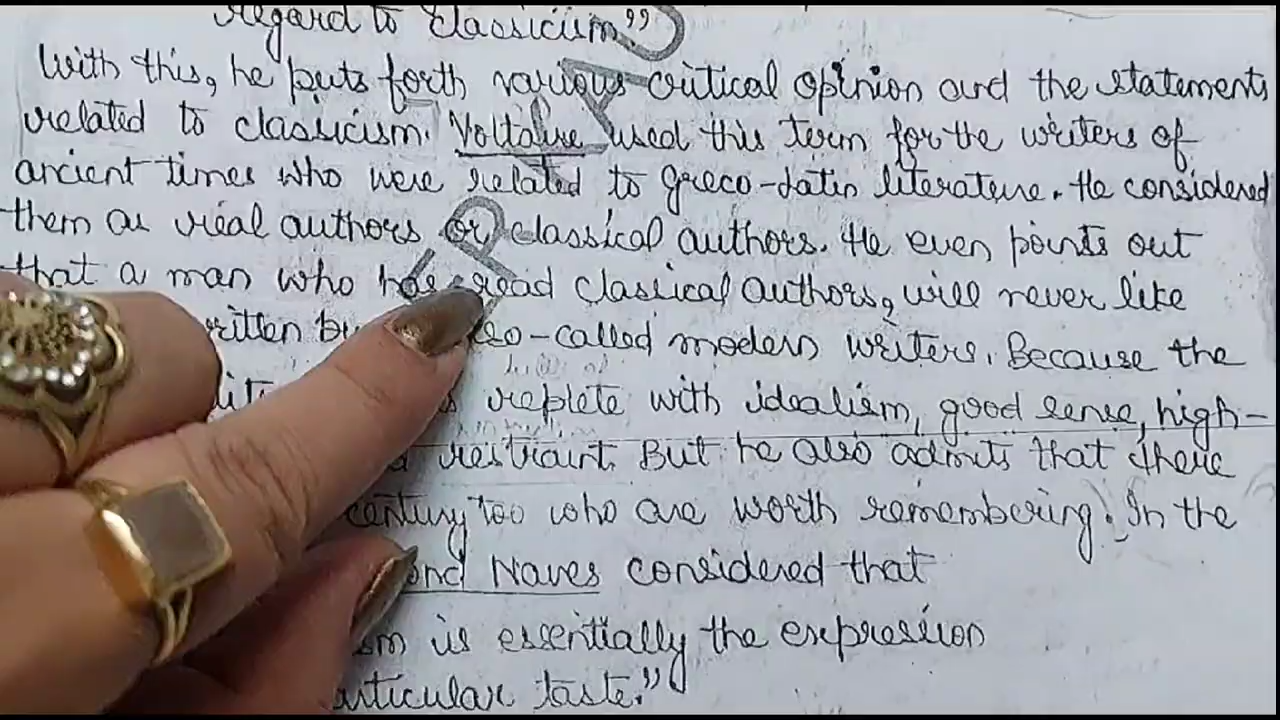 regard to classicism."
With this, he puts forth various critical opinion and the statements
related to classicism. Voltaire used this term for the writers of
ancient times who were related to Greco-Latin literature. He considered
them as real authors or classical authors. He even points out
that a man who has read classical authors, will never like
ritten by so-called modern writers. Because the
replete with idealism, good sense, high-
restraint. But he also admits that there
century too who are worth remembering. In the
ond Naves considered that
sm is essentially the expression
articular taste."